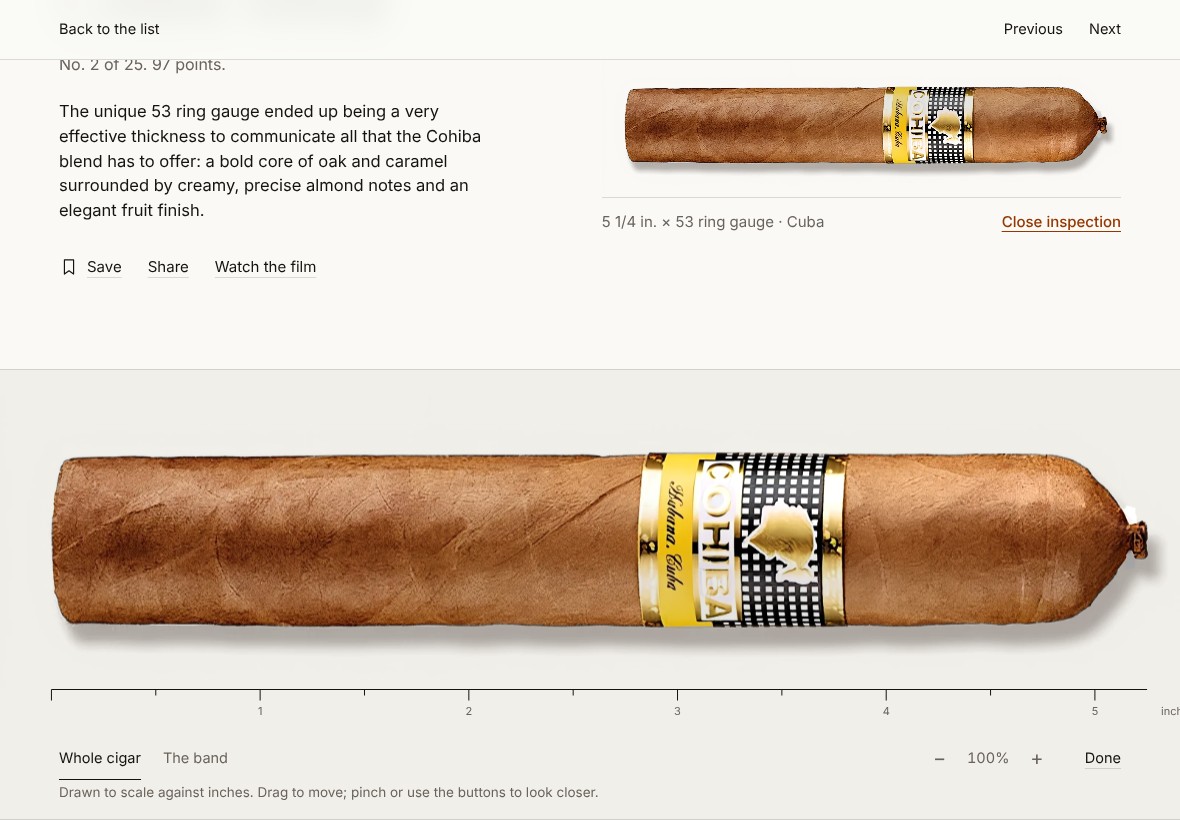 Back to the list
Previous
Next
No. 2 of 25. 97 points.
The unique 53 ring gauge ended up being a very
effective thickness to communicate all that the Cohiba
blend has to offer: a bold core of oak and caramel
surrounded by creamy, precise almond notes and an
elegant fruit finish.
Save
Share
Watch the film
Habana, Cuba
COHIBA
5 1/4 in. × 53 ring gauge · Cuba
Close inspection
Habana, Cuba
COHIBA
1
2
3
4
5
inch
Whole cigar
The band
− 100% +
Done
Drawn to scale against inches. Drag to move; pinch or use the buttons to look closer.